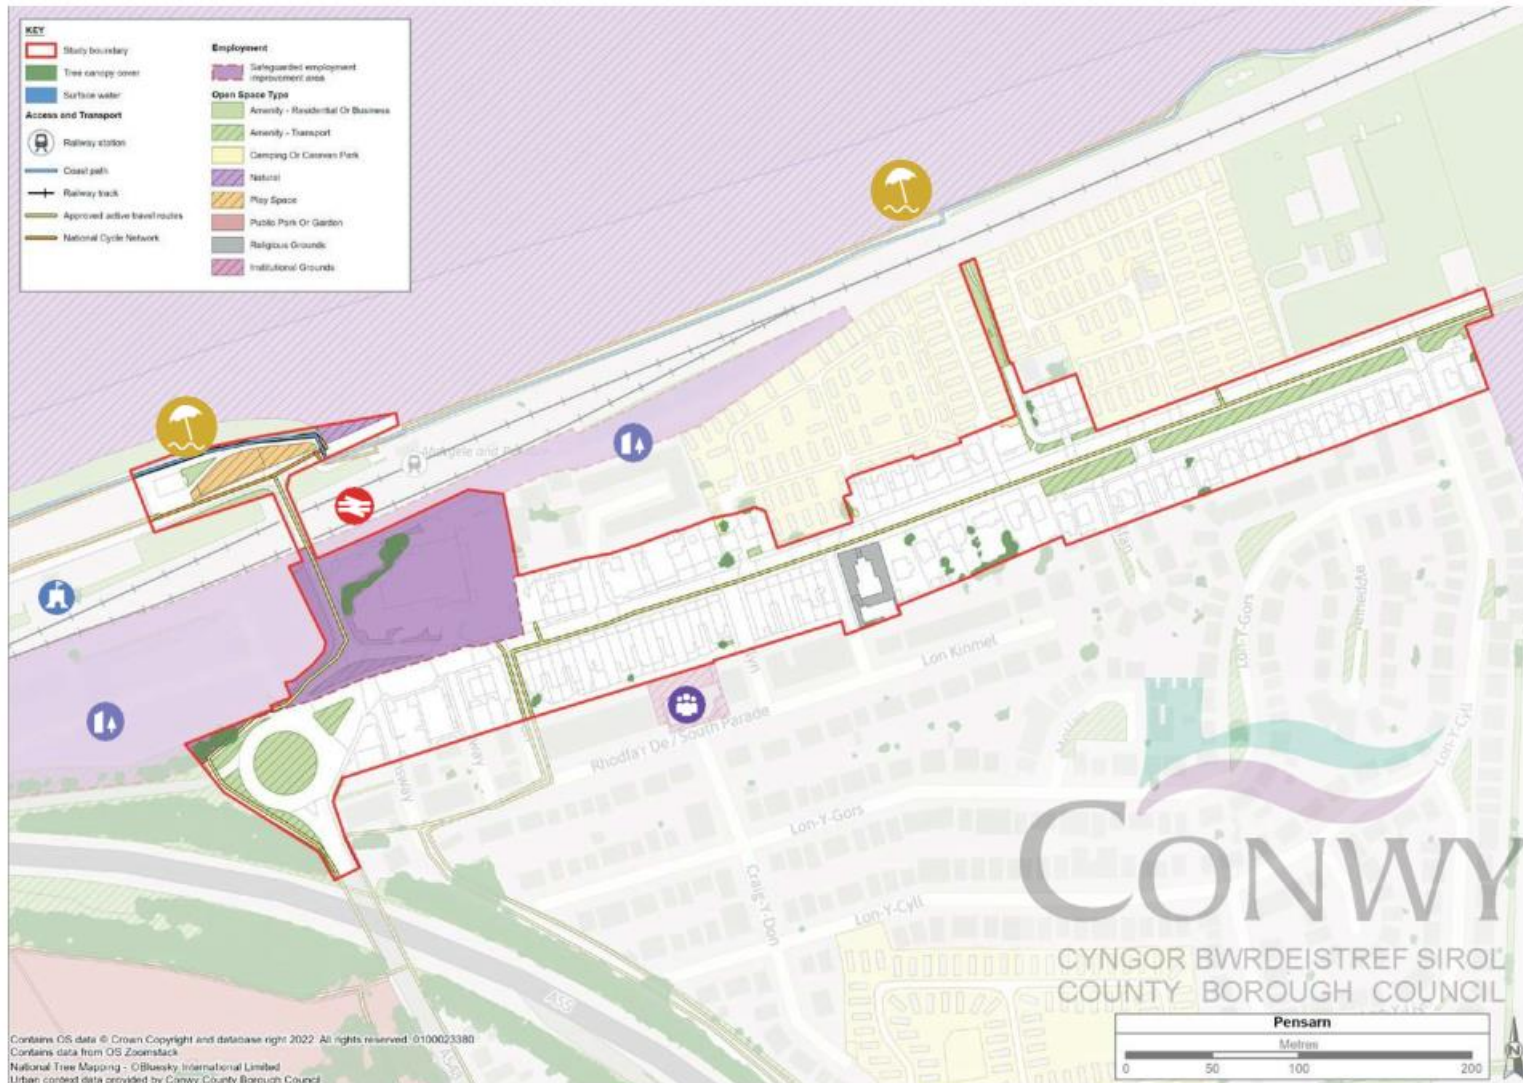 KEY
Study boundary
Tree canopy cover
Surface water
Access and Transport
Railway station
Coast path
Railway track
Approved active travel routes
National Cycle Network
Employment
Safeguarded employment
improvement area
Open Space Type
Amenity - Residential Or Business
Amenity - Transport
Camping Or Caravan Park
Natural
Play Space
Public Park Or Garden
Religious Grounds
Institutional Grounds
Lon Kinmel
Rhodfa'r De / South Parade
Lon-Y-Gors
Lon-Y-Gors
Lon-Y-Cyll
Lon-Y-Cyll
Craig-Y-Don
A55
CONWY
CYNGOR BWRDEISTREF SIROL
COUNTY BOROUGH COUNCIL
Pensarn
Metres
0 50 100 200
N
Contains OS data © Crown Copyright and database right 2022. All rights reserved. 0100023380
Contains data from OS Zoomstack
National Tree Mapping - ©Bluesky International Limited
Urban context data provided by Conwy County Borough Council